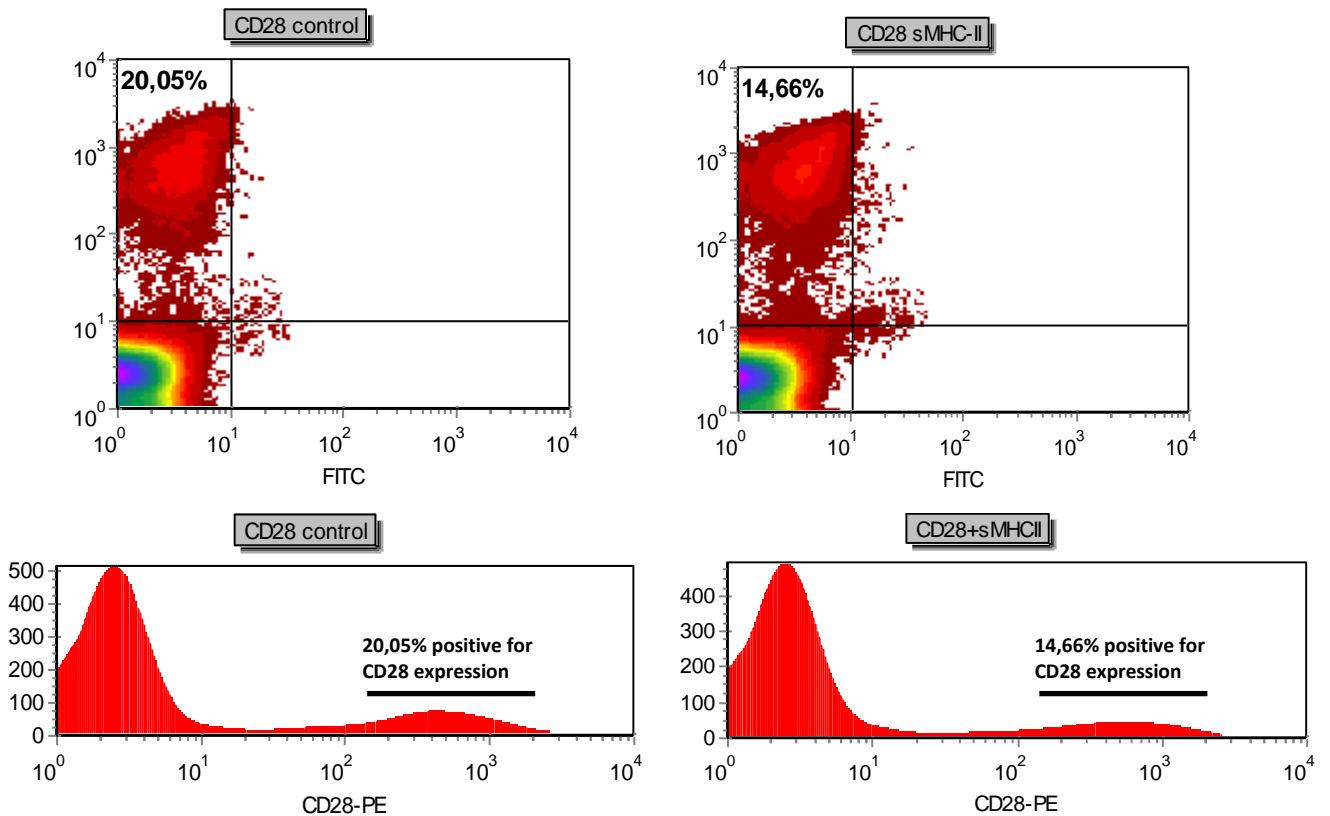 CD28 control
CD28 sMHC-II
20,05%
10^4
10^3
10^2
10^1
10^0
10^0 10^1 10^2 10^3 10^4
FITC
14,66%
10^4
10^3
10^2
10^1
10^0
10^0 10^1 10^2 10^3 10^4
FITC
CD28 control
500
400
300
200
100
0
20,05% positive for
CD28 expression
10^0 10^1 10^2 10^3 10^4
CD28-PE
CD28+sMHCII
400
300
200
100
0
14,66% positive for
CD28 expression
10^0 10^1 10^2 10^3 10^4
CD28-PE